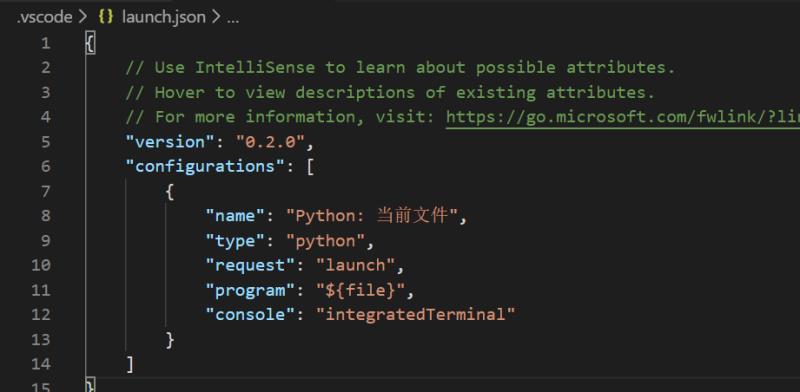 .vscode > {} launch.json > ...
1 {
2 // Use IntelliSense to learn about possible attributes.
3 // Hover to view descriptions of existing attributes.
4 // For more information, visit: https://go.microsoft.com/fwlink/?lin
5 "version": "0.2.0",
6 "configurations": [
7 {
8 "name": "Python: 当前文件",
9 "type": "python",
10 "request": "launch",
11 "program": "${file}",
12 "console": "integratedTerminal"
13 }
14 ]
15 }